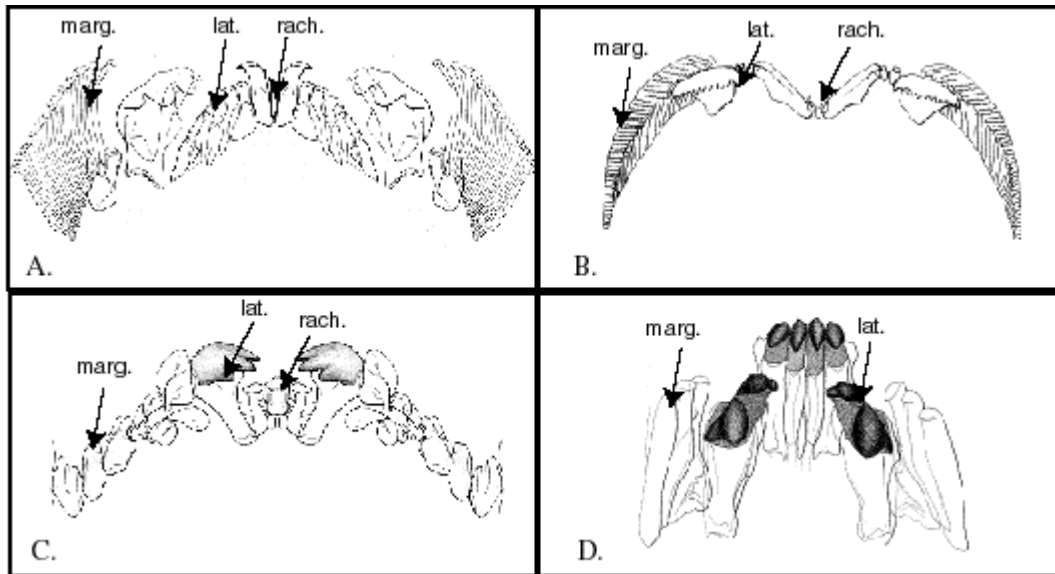 marg. lat. rach.
A.
marg. lat. rach.
B.
marg. lat. rach.
C.
marg. lat.
D.